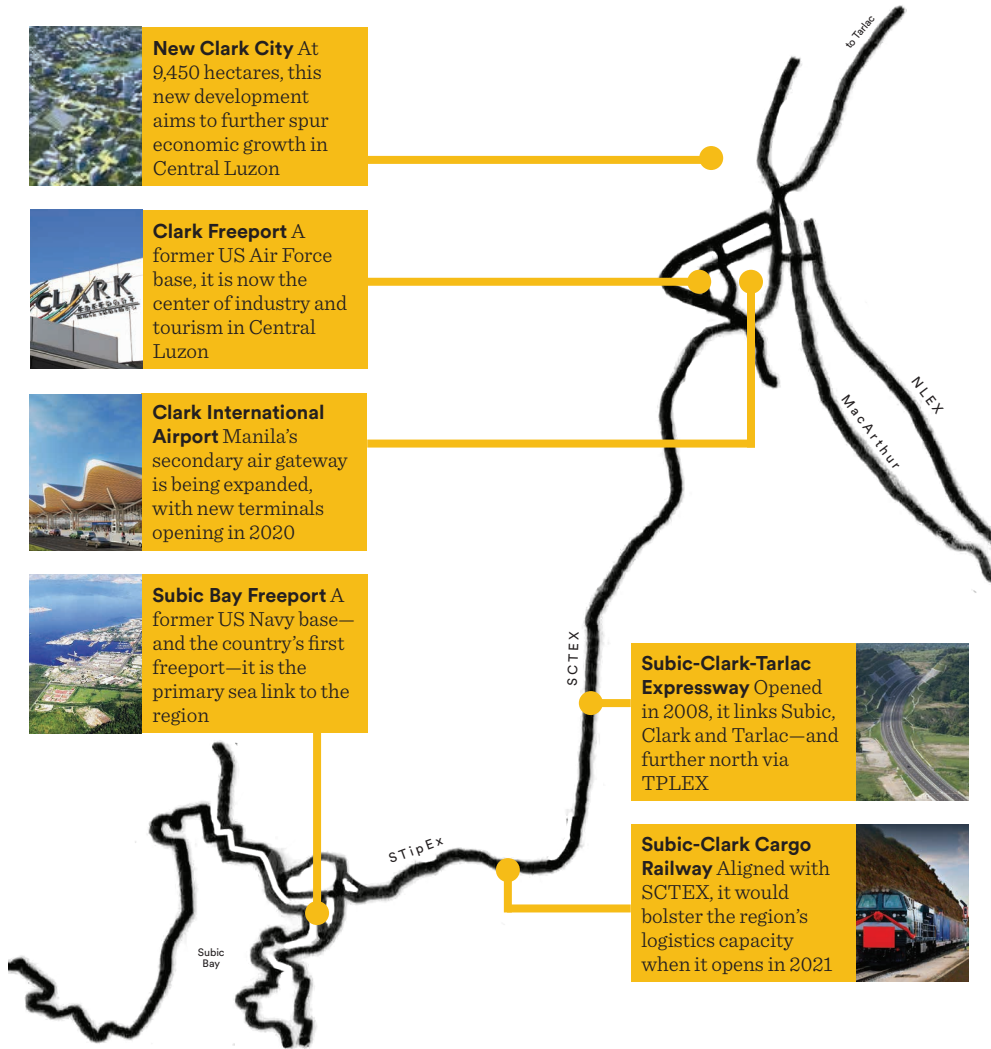 to Tarlac
New Clark City At
9,450 hectares, this
new development
aims to further spur
economic growth in
Central Luzon
Clark Freeport A
former US Air Force
base, it is now the
center of industry and
tourism in Central
Luzon
CLARK
FREEPORT
Clark International
Airport Manila's
secondary air gateway
is being expanded,
with new terminals
opening in 2020
NLEX
MacArthur
Subic Bay Freeport A
former US Navy base—
and the country's first
freeport—it is the
primary sea link to the
region
SCTEX
Subic-Clark-Tarlac
Expressway Opened
in 2008, it links Subic,
Clark and Tarlac—and
further north via
TPLEX
STipEx
Subic-Clark Cargo
Railway Aligned with
SCTEX, it would
bolster the region's
logistics capacity
when it opens in 2021
Subic
Bay